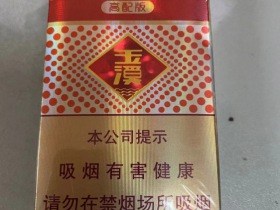 高配版
玉溪
本公司提示
吸烟有害健康
请勿在禁烟场所吸烟